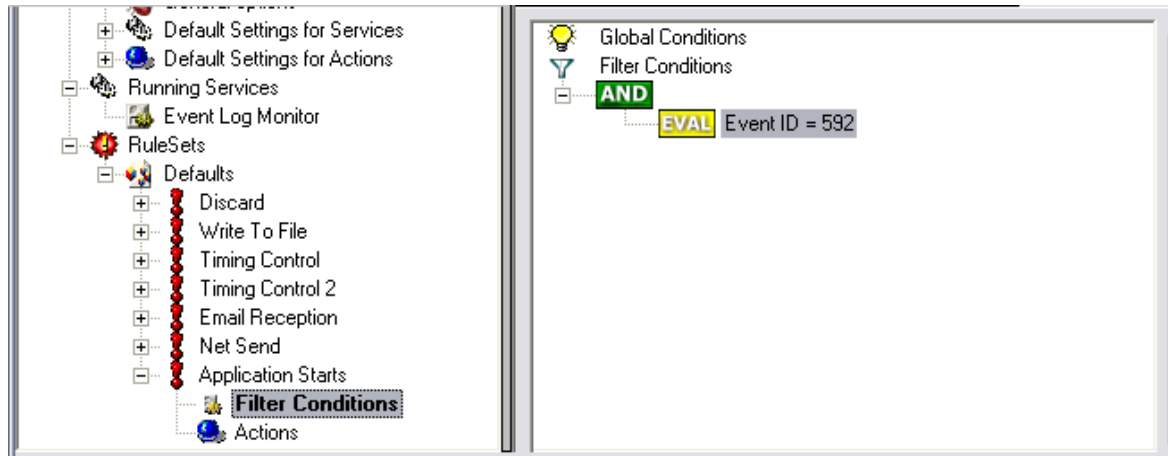 General options
Default Settings for Services
Default Settings for Actions
Running Services
Event Log Monitor
RuleSets
Defaults
Discard
Write To File
Timing Control
Timing Control 2
Email Reception
Net Send
Application Starts
Filter Conditions
Actions
Global Conditions
Filter Conditions
AND
EVAL Event ID = 592